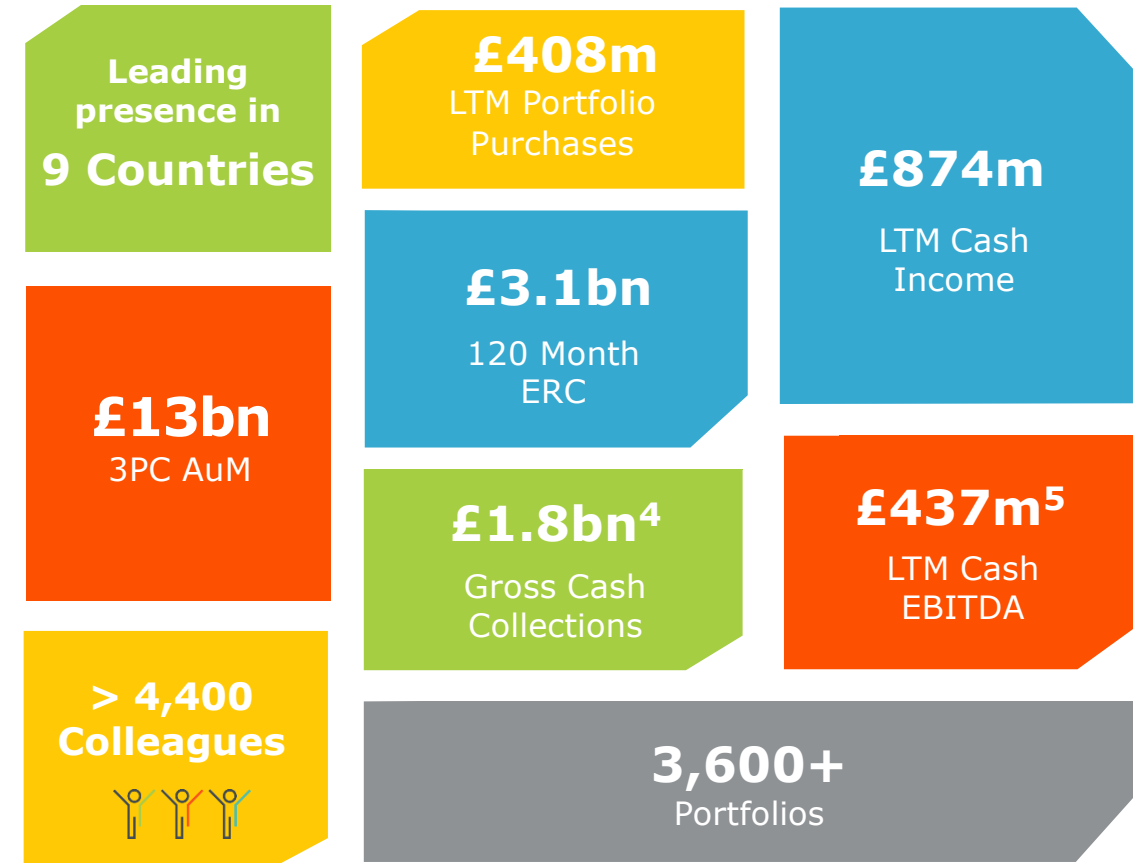 Leading
presence in
9 Countries
£408m
LTM Portfolio
Purchases
£874m
LTM Cash
Income
£3.1bn
120 Month
ERC
£13bn
3PC AuM
£1.8bn⁴
Gross Cash
Collections
£437m⁵
LTM Cash
EBITDA
> 4,400
Colleagues
3,600+
Portfolios